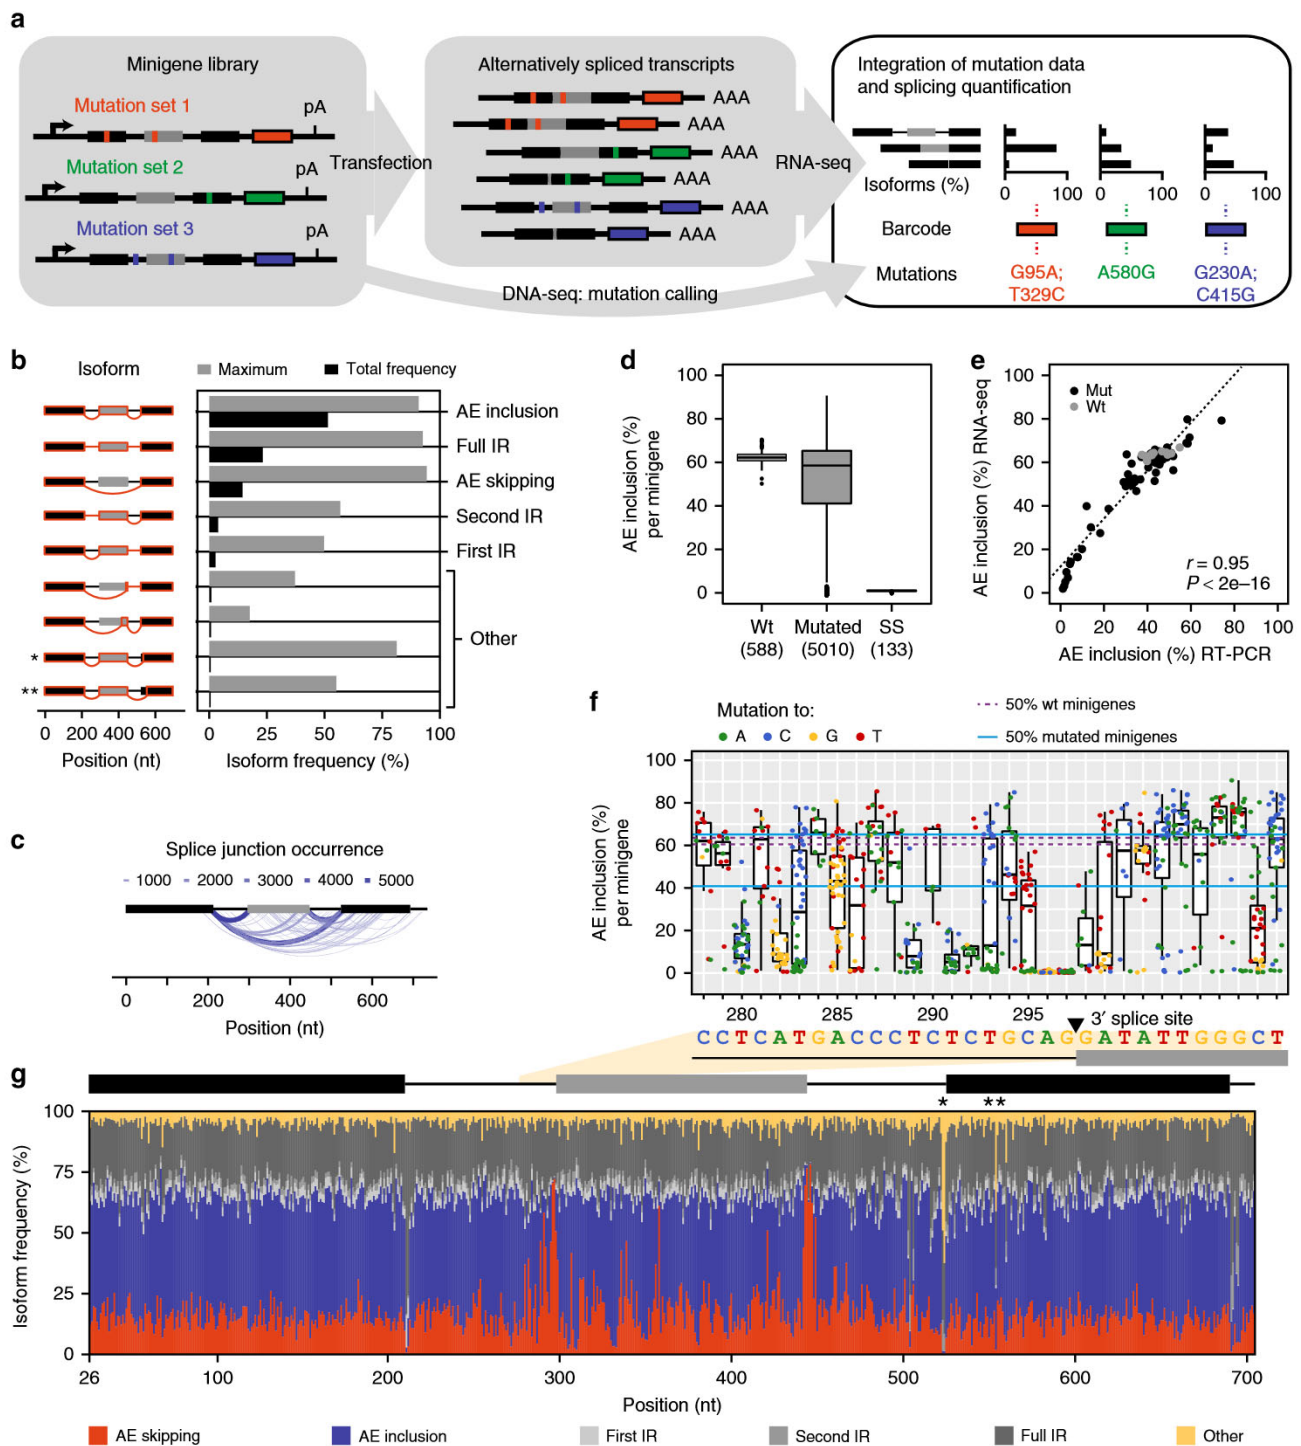 a
Minigene library
Mutation set 1
pA
Mutation set 2
pA
Mutation set 3
pA
Transfection
Alternatively spliced transcripts
AAA
AAA
AAA
AAA
AAA
AAA
RNA-seq
DNA-seq: mutation calling
Integration of mutation data
and splicing quantification
Isoforms (%)
0 100 0 100 0 100
Barcode
Mutations
G95A;
T329C
A580G
G230A;
C415G
b
Isoform
Maximum
Total frequency
AE inclusion
Full IR
AE skipping
Second IR
First IR
Other
*
**
0 200 400 600
Position (nt)
0 25 50 75 100
Isoform frequency (%)
c
Splice junction occurrence
1000 2000 3000 4000 5000
0 200 400 600
Position (nt)
d
AE inclusion (%)
per minigene
100
80
60
40
20
0
Wt
(588)
Mutated
(5010)
SS
(133)
e
AE inclusion (%) RNA-seq
100
80
60
40
20
0
Mut
Wt
r = 0.95
P < 2e–16
0 20 40 60 80 100
AE inclusion (%) RT-PCR
f
Mutation to:
A C G T
50% wt minigenes
50% mutated minigenes
AE inclusion (%)
per minigene
100
80
60
40
20
0
280 285 290 295
3′ splice site
CCTCATGACCCTCTCTGCAGGATATTGGGCT
g
* **
Isoform frequency (%)
100
75
50
25
0
26 100 200 300 400 500 600 700
Position (nt)
AE skipping
AE inclusion
First IR
Second IR
Full IR
Other